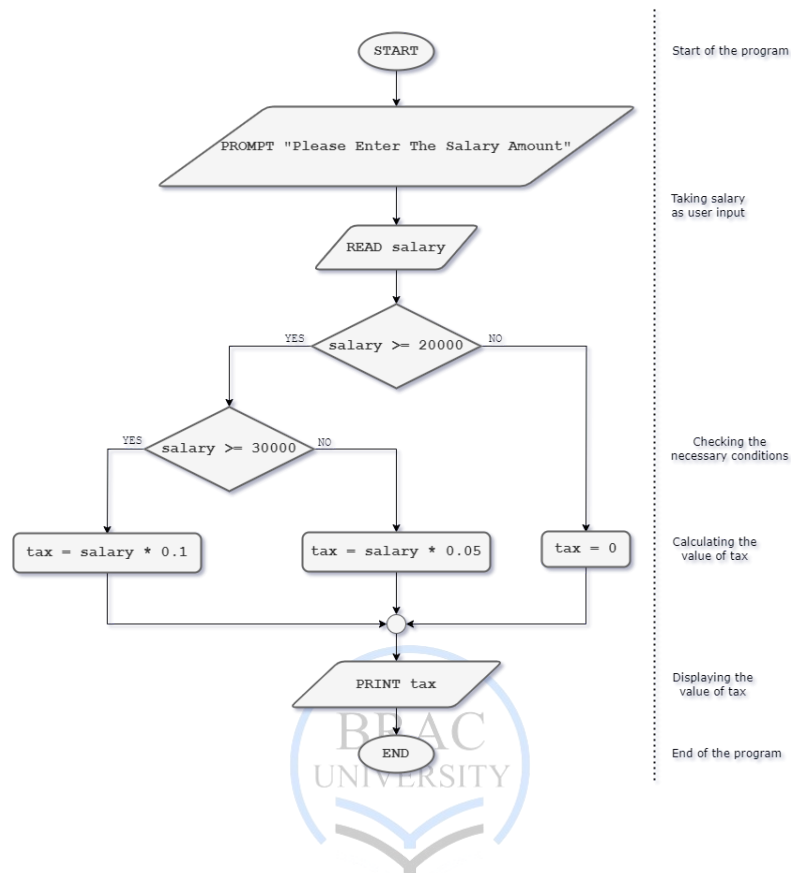 START
Start of the program
PROMPT "Please Enter The Salary Amount"
Taking salary
as user input
READ salary
salary >= 20000
YES
NO
salary >= 30000
YES
NO
Checking the
necessary conditions
tax = salary * 0.1
tax = salary * 0.05
tax = 0
Calculating the
value of tax
PRINT tax
Displaying the
value of tax
END
End of the program
BRAC
UNIVERSITY